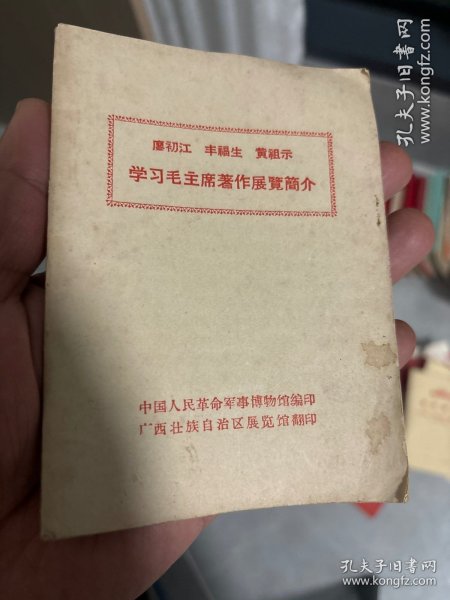 廖初江 丰福生 黄祖示
学习毛主席著作展覽简介
中国人民革命军事博物馆編印
广西壮族自治区展览馆翻印
孔夫子旧书网
www.kongfz.com
孔夫子旧书网
www.kongfz.com